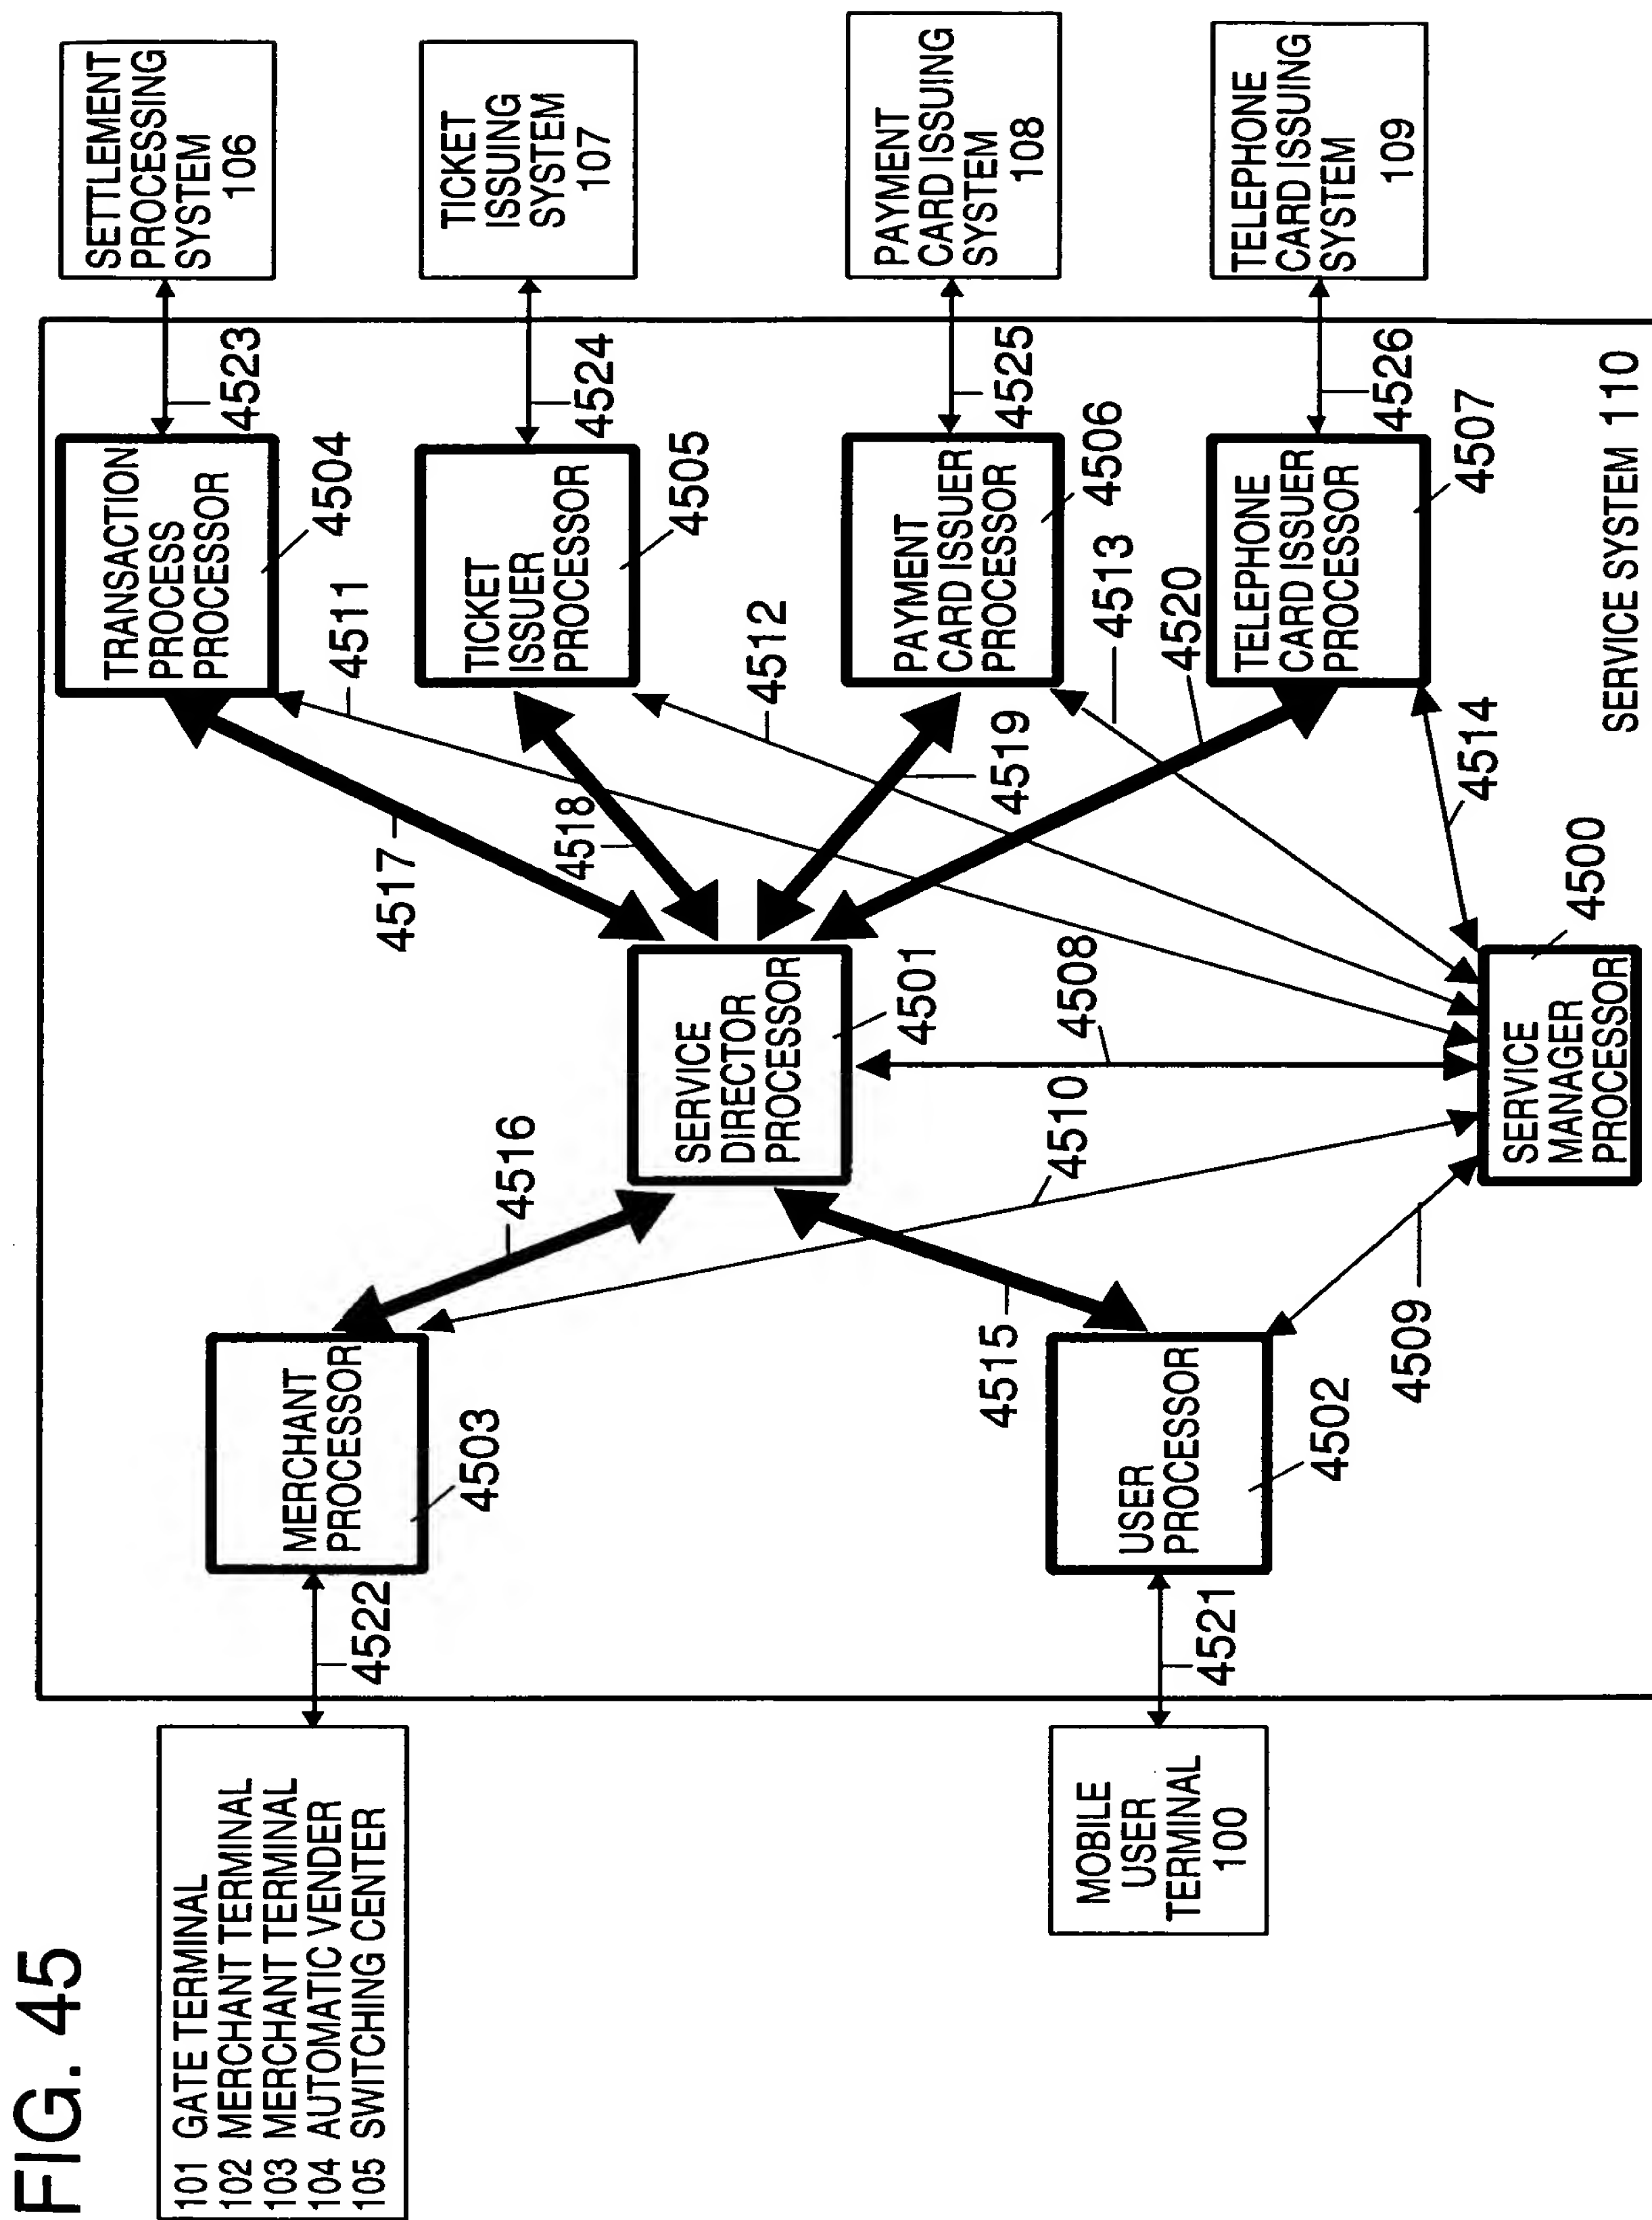 FIG. 45
101 GATE TERMINAL
102 MERCHANT TERMINAL
103 MERCHANT TERMINAL
104 AUTOMATIC VENDER
105 SWITCHING CENTER
4522
MERCHANT
PROCESSOR
4503
MOBILE
USER
TERMINAL
100
4521
USER
PROCESSOR
4502
4516
4515
4510
4509
SERVICE
DIRECTOR
PROCESSOR
4501
4508
SERVICE
MANAGER
PROCESSOR
4500
4517
4518
4519
4520
4511
4512
4513
4514
TRANSACTION
PROCESS
PROCESSOR
4504
TICKET
ISSUER
PROCESSOR
4505
PAYMENT
CARD ISSUER
PROCESSOR
4506
TELEPHONE
CARD ISSUER
PROCESSOR
4507
4523
4524
4525
4526
SETTLEMENT
PROCESSING
SYSTEM
106
TICKET
ISSUING
SYSTEM
107
PAYMENT
CARD ISSUING
SYSTEM
108
TELEPHONE
CARD ISSUING
SYSTEM
109
SERVICE SYSTEM 110